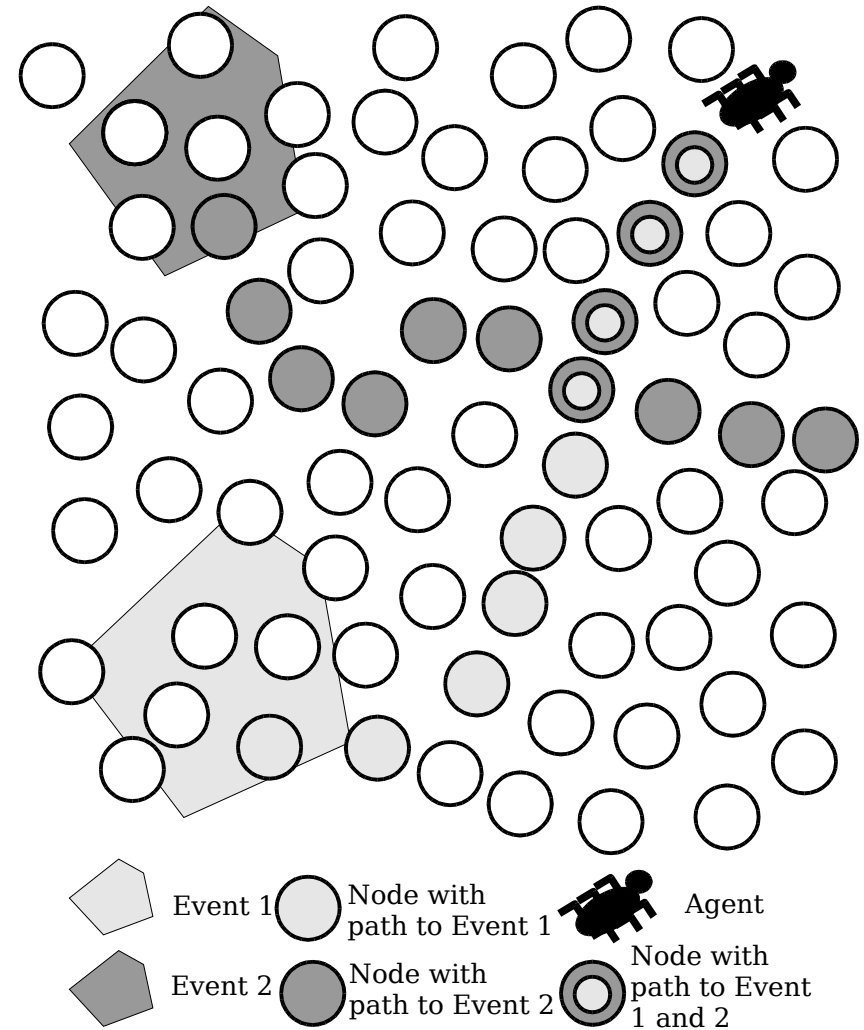 Event 1
Node with
path to Event 1
Agent
Event 2
Node with
path to Event 2
Node with
path to Event
1 and 2